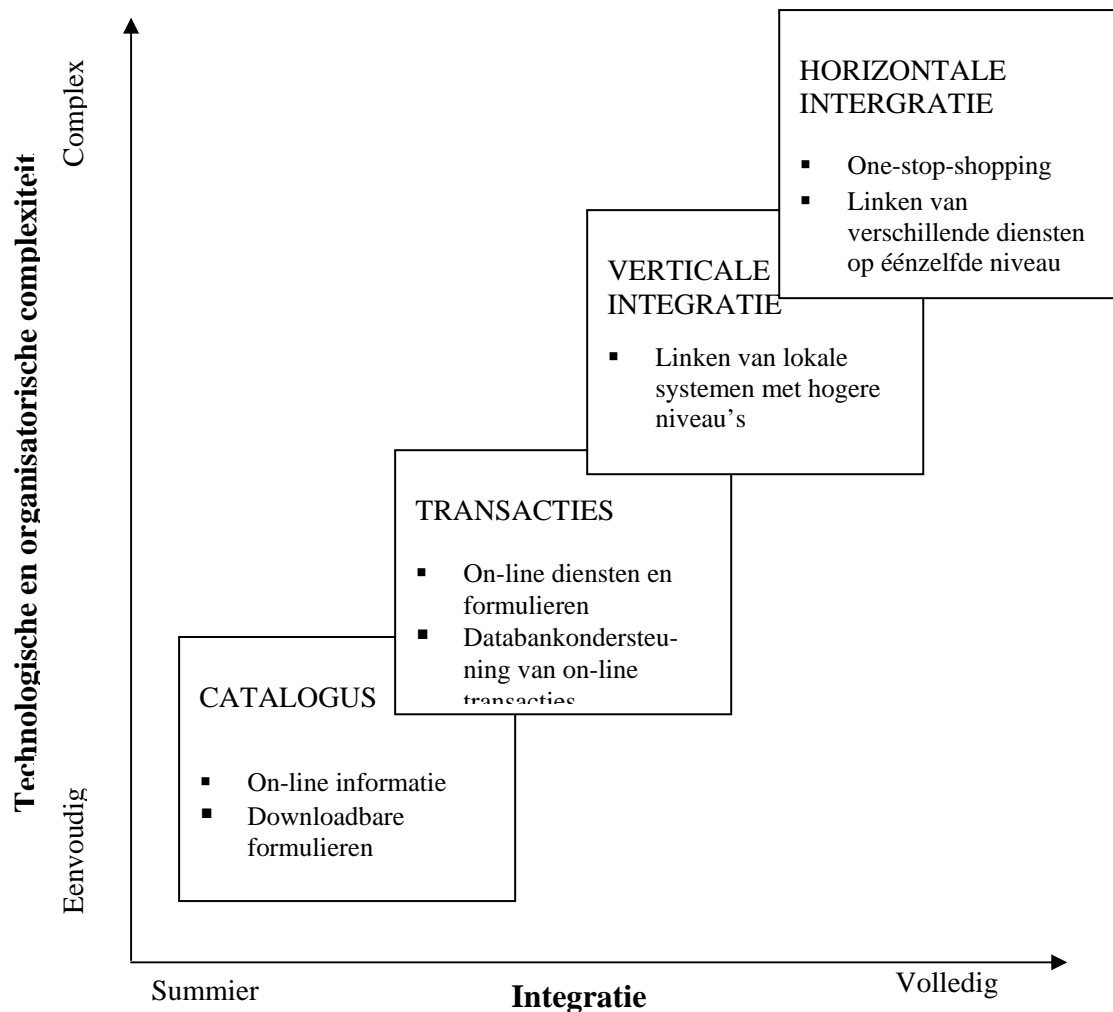 Technologische en organisatorische complexiteit
Complex
Eenvoudig
HORIZONTALE
INTERGRATIE
▪ One-stop-shopping
▪ Linken van
verschillende diensten
op éénzelfde niveau
VERTICALE
INTEGRATIE
▪ Linken van lokale
systemen met hogere
niveau’s
TRANSACTIES
▪ On-line diensten en
formulieren
▪ Databankondersteu-
ning van on-line
transacties
CATALOGUS
▪ On-line informatie
▪ Downloadbare
formulieren
Summier
Integratie
Volledig